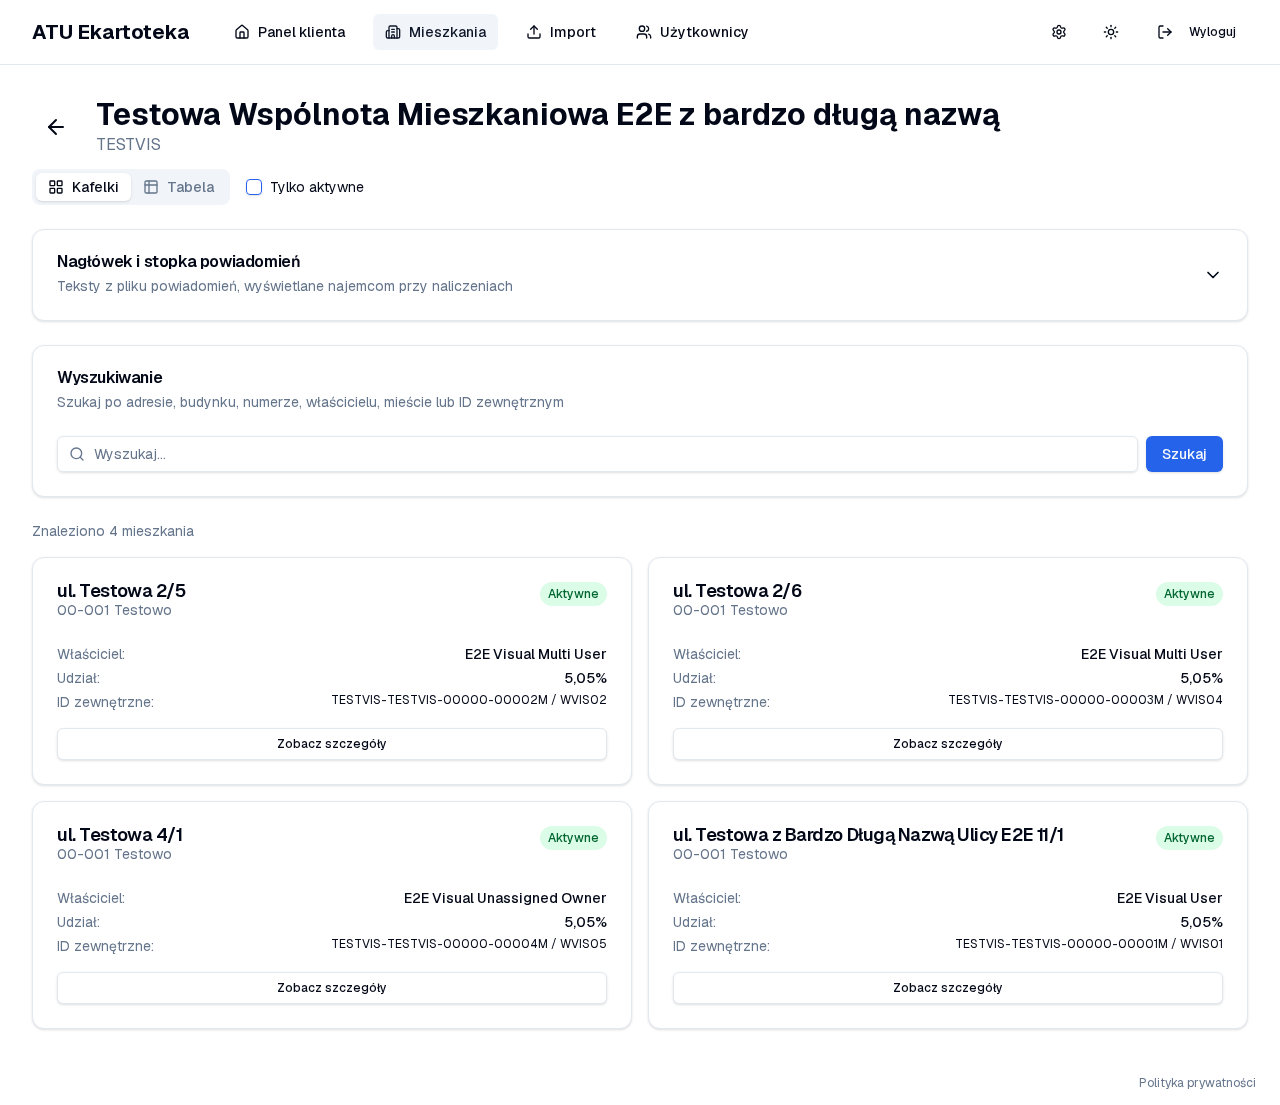 ATU Ekartoteka
Panel klienta
Mieszkania
Import
Użytkownicy
Wyloguj
Testowa Wspólnota Mieszkaniowa E2E z bardzo długą nazwą
TESTVIS
Kafelki
Tabela
Tylko aktywne
Nagłówek i stopka powiadomień
Teksty z pliku powiadomień, wyświetlane najemcom przy naliczeniach
Wyszukiwanie
Szukaj po adresie, budynku, numerze, właścicielu, mieście lub ID zewnętrznym
Wyszukaj...
Szukaj
Znaleziono 4 mieszkania
ul. Testowa 2/5
Aktywne
00-001 Testowo
Właściciel: E2E Visual Multi User
Udział: 5,05%
ID zewnętrzne: TESTVIS-TESTVIS-00000-00002M / WVIS02
Zobacz szczegóły
ul. Testowa 2/6
Aktywne
00-001 Testowo
Właściciel: E2E Visual Multi User
Udział: 5,05%
ID zewnętrzne: TESTVIS-TESTVIS-00000-00003M / WVIS04
Zobacz szczegóły
ul. Testowa 4/1
Aktywne
00-001 Testowo
Właściciel: E2E Visual Unassigned Owner
Udział: 5,05%
ID zewnętrzne: TESTVIS-TESTVIS-00000-00004M / WVIS05
Zobacz szczegóły
ul. Testowa z Bardzo Długą Nazwą Ulicy E2E 11/1
Aktywne
00-001 Testowo
Właściciel: E2E Visual User
Udział: 5,05%
ID zewnętrzne: TESTVIS-TESTVIS-00000-00001M / WVIS01
Zobacz szczegóły
Polityka prywatności